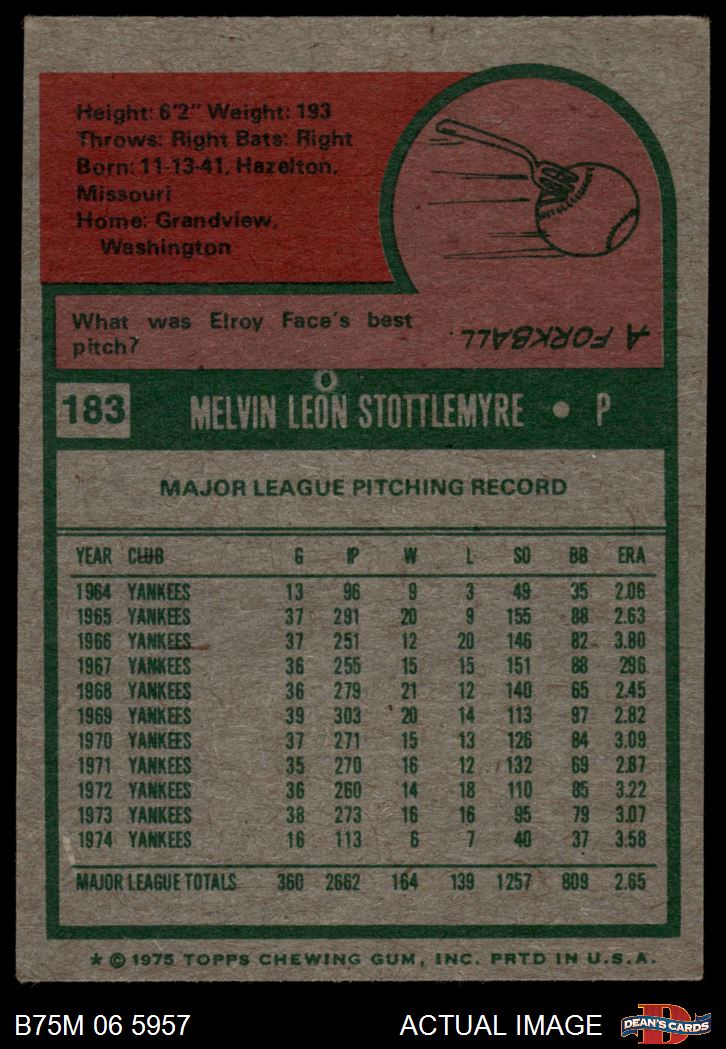 Height: 6'2" Weight: 193
Throws: Right Bats: Right
Born: 11-13-41, Hazelton,
Missouri
Home: Grandview,
Washington
What was Elroy Face's best
pitch?
A FORKBALL.
183 MELVIN LEON STOTTLEMYRE • P
MAJOR LEAGUE PITCHING RECORD
YEAR CLUB G IP W L SO BB ERA
1964 YANKEES 13 96 9 3 49 35 2.06
1965 YANKEES 37 291 20 9 155 88 2.63
1966 YANKEES 37 251 12 20 146 82 3.80
1967 YANKEES 36 255 15 15 151 88 296
1968 YANKEES 36 279 21 12 140 65 2.45
1969 YANKEES 39 303 20 14 113 97 2.82
1970 YANKEES 37 271 15 13 126 84 3.09
1971 YANKEES 35 270 16 12 132 69 2.87
1972 YANKEES 36 260 14 18 110 85 3.22
1973 YANKEES 38 273 16 16 95 79 3.07
1974 YANKEES 16 113 6 7 40 37 3.58
MAJOR LEAGUE TOTALS 360 2662 164 139 1257 809 2.65
* © 1975 TOPPS CHEWING GUM, INC. PRTD IN U.S.A.
B75M 06 5957 ACTUAL IMAGE DEAN'S CARDS